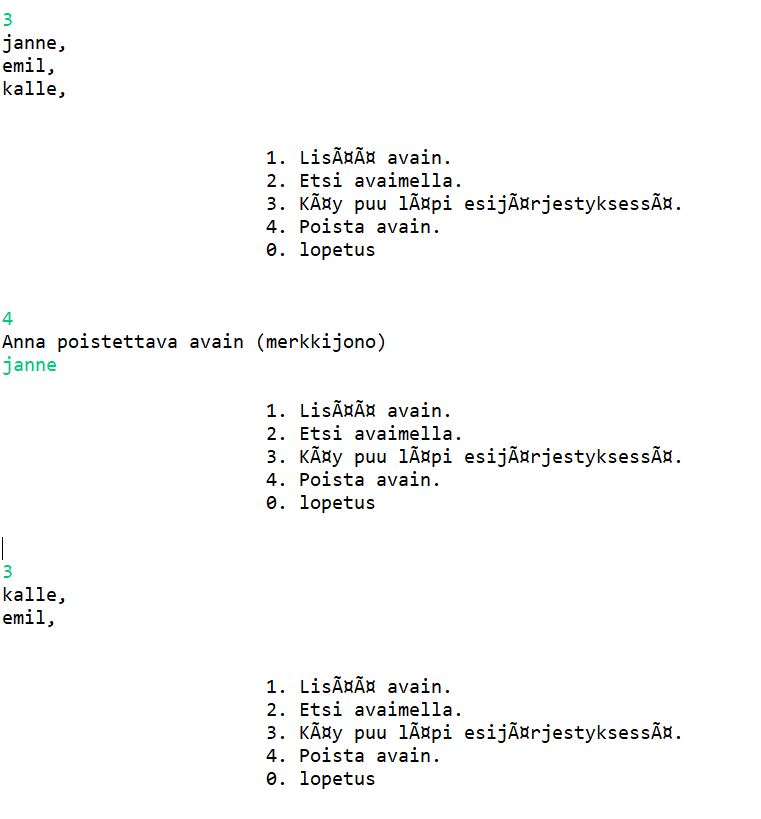 3
janne,
emil,
kalle,
1. LisÃ¤Ã¤ avain.
2. Etsi avaimella.
3. KÃ¤y puu lÃ¤pi esijÃ¤rjestyksessÃ¤.
4. Poista avain.
0. lopetus
4
Anna poistettava avain (merkkijono)
janne
1. LisÃ¤Ã¤ avain.
2. Etsi avaimella.
3. KÃ¤y puu lÃ¤pi esijÃ¤rjestyksessÃ¤.
4. Poista avain.
0. lopetus
3
kalle,
emil,
1. LisÃ¤Ã¤ avain.
2. Etsi avaimella.
3. KÃ¤y puu lÃ¤pi esijÃ¤rjestyksessÃ¤.
4. Poista avain.
0. lopetus